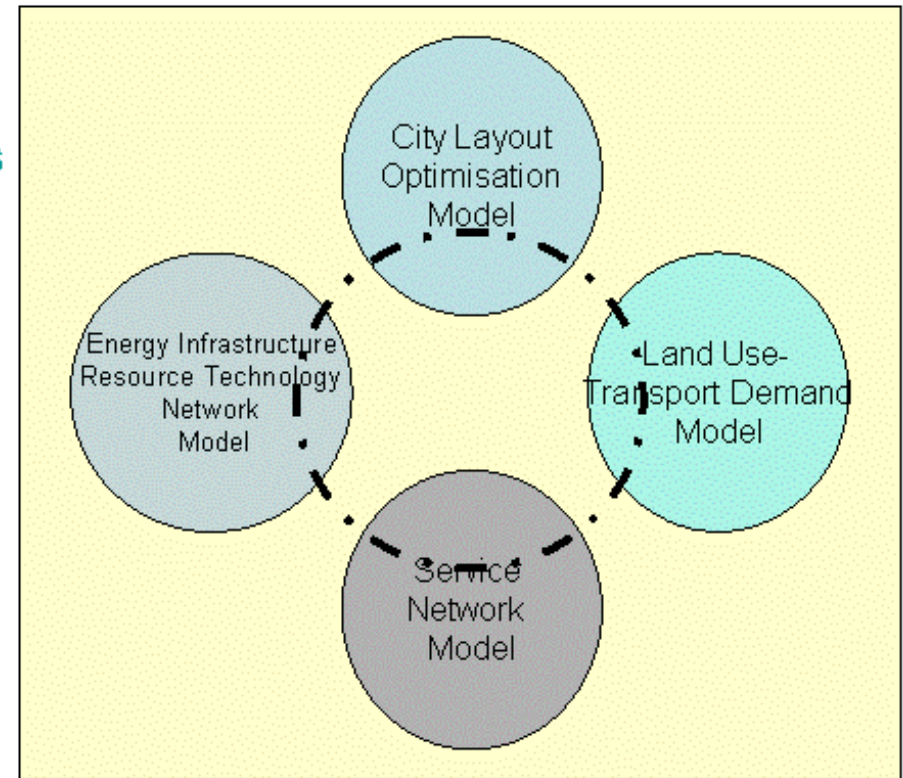 City Layout
Optimisation
Model
Energy Infrastructure
Resource Technology
Network
Model
Land Use-
Transport Demand
Model
Service
Network
Model